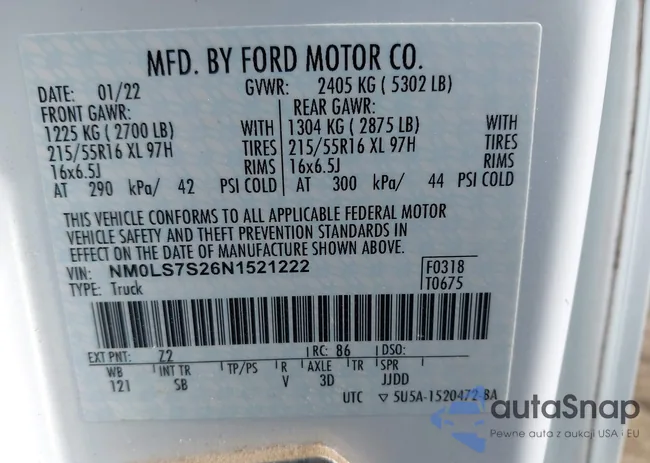 MFD. BY FORD MOTOR CO.
DATE: 01/22 GVWR: 2405 KG ( 5302 LB)
FRONT GAWR: REAR GAWR:
1225 KG ( 2700 LB) WITH 1304 KG ( 2875 LB) WITH
215/55R16 XL 97H TIRES 215/55R16 XL 97H TIRES
16x6.5J RIMS 16x6.5J RIMS
AT 290 kPa/ 42 PSI COLD AT 300 kPa/ 44 PSI COLD
THIS VEHICLE CONFORMS TO ALL APPLICABLE FEDERAL MOTOR
VEHICLE SAFETY AND THEFT PREVENTION STANDARDS
IN EFFECT ON THE DATE OF MANUFACTURE SHOWN ABOVE.
VIN: NM0LS7S26N1521222 F0318
TYPE: Truck T0675
EXT PNT: Z2 RC: 86 DSO:
WB INT TR TP/PS R AXLE TR SPR
121 SB V 3D JJDD
UTC ▽ 5U5A-1520472-BA
autoSnap
Pewne auta z aukcji USA i EU